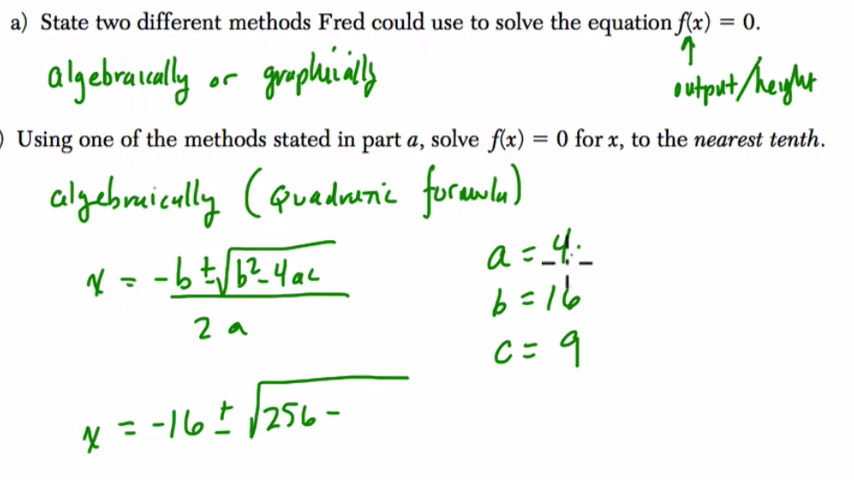 a) State two different methods Fred could use to solve the equation f(x) = 0.
algebraically or graphically
output/height
) Using one of the methods stated in part a, solve f(x) = 0 for x, to the nearest tenth.
algebraically (Quadratic formula)
x = -b ± √b² - 4ac
2a
a = 4
b = 16
c = 9
x = -16 ± √256 -